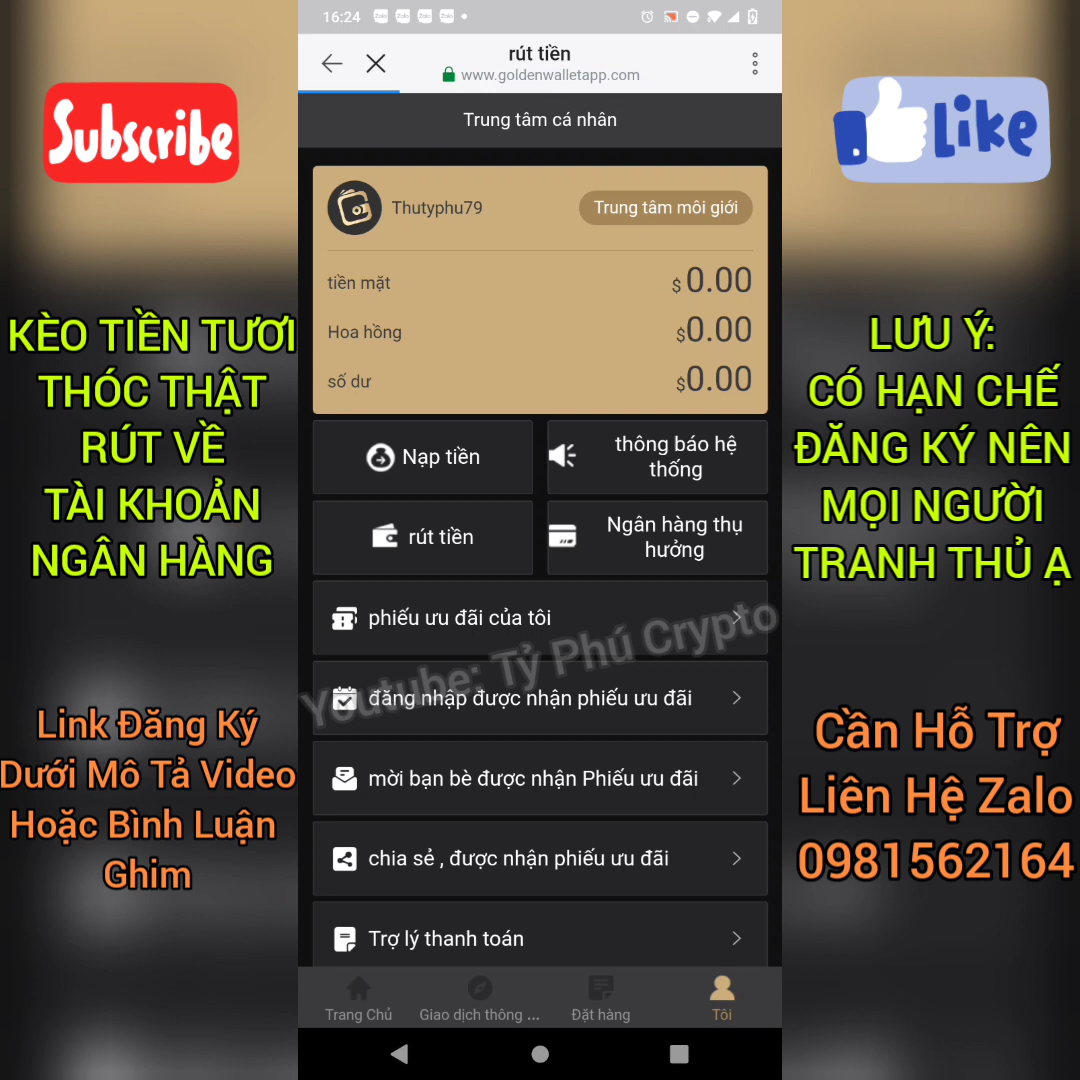 16:24
Zalo Zalo Zalo Zalo
rút tiền
www.goldenwalletapp.com
Trung tâm cá nhân
Subscribe
Like
Thutyphu79
Trung tâm môi giới
tiền mặt
$ 0.00
Hoa hồng
$0.00
số dư
$0.00
KÈO TIỀN TƯƠI
THÓC THẬT
RÚT VỀ
TÀI KHOẢN
NGÂN HÀNG
LƯU Ý:
CÓ HẠN CHẾ
ĐĂNG KÝ NÊN
MỌI NGƯỜI
TRANH THỦ Ạ
Nạp tiền
thông báo hệ
thống
rút tiền
Ngân hàng thụ
hưởng
phiếu ưu đãi của tôi
Youtube: Tỷ Phú Crypto
đăng nhập được nhận phiếu ưu đãi
mời bạn bè được nhận Phiếu ưu đãi
chia sẻ , được nhận phiếu ưu đãi
Trợ lý thanh toán
Link Đăng Ký
Dưới Mô Tả Video
Hoặc Bình Luận
Ghim
Cần Hỗ Trợ
Liên Hệ Zalo
0981562164
Trang Chủ
Giao dịch thông ...
Đặt hàng
Tôi